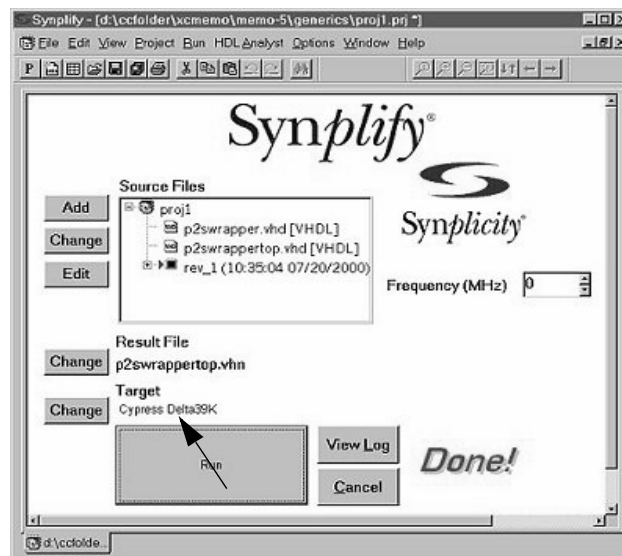 Synplify - [d:\ccfolder\xcmemo\memo-5\generics\proj1.prj *]
File Edit View Project Run HDL Analyst Options Window Help
P
Synplify®
Synplicity®
Source Files
Add
Change
Edit
proj1
p2swrapper.vhd [VHDL]
p2swrappertop.vhd [VHDL]
rev_1 (10:35:04 07/20/2000)
Frequency (MHz) 0
Result File
Change p2swrappertop.vhn
Target
Change Cypress Delta39K
Run
View Log
Cancel
Done!
d:\ccfolde..